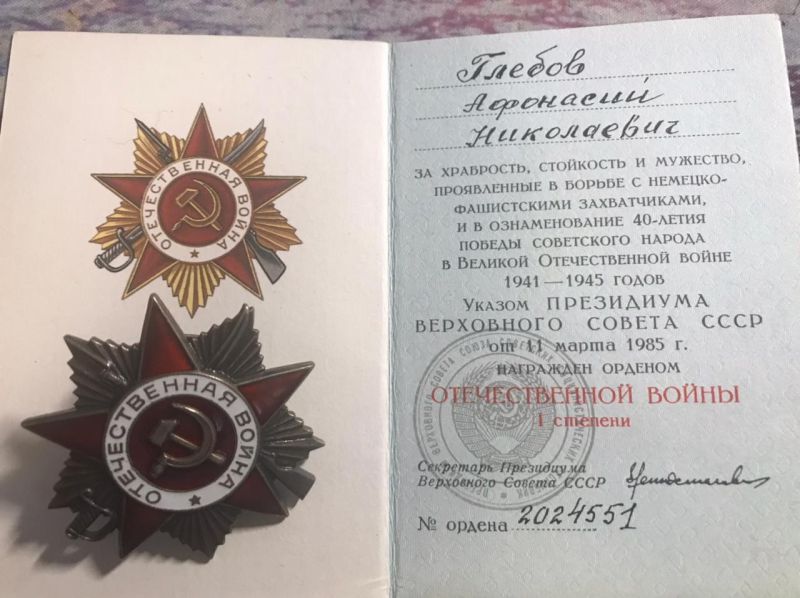 ОТЕЧЕСТВЕННАЯ ВОЙНА
ОТЕЧЕСТВЕННАЯ ВОЙНА
Глебов
Афонасий
Николаевич
ЗА ХРАБРОСТЬ, СТОЙКОСТЬ И МУЖЕСТВО,
ПРОЯВЛЕННЫЕ В БОРЬБЕ С НЕМЕЦКО-
ФАШИСТСКИМИ ЗАХВАТЧИКАМИ,
И В ОЗНАМЕНОВАНИЕ 40-ЛЕТИЯ
ПОБЕДЫ СОВЕТСКОГО НАРОДА
В ВЕЛИКОЙ ОТЕЧЕСТВЕННОЙ ВОЙНЕ
1941—1945 ГОДОВ
УКАЗОМ ПРЕЗИДИУМА
ВЕРХОВНОГО СОВЕТА СССР
от 11 марта 1985 г.
НАГРАЖДЕН ОРДЕНОМ
ОТЕЧЕСТВЕННОЙ ВОЙНЫ
I степени
Секретарь Президиума
Верховного Совета СССР
№ ордена 2024551